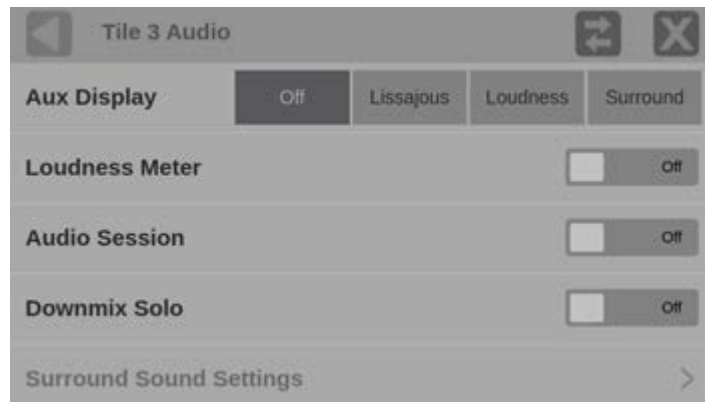 Tile 3 Audio
Aux Display Off Lissajous Loudness Surround
Loudness Meter Off
Audio Session Off
Downmix Solo Off
Surround Sound Settings